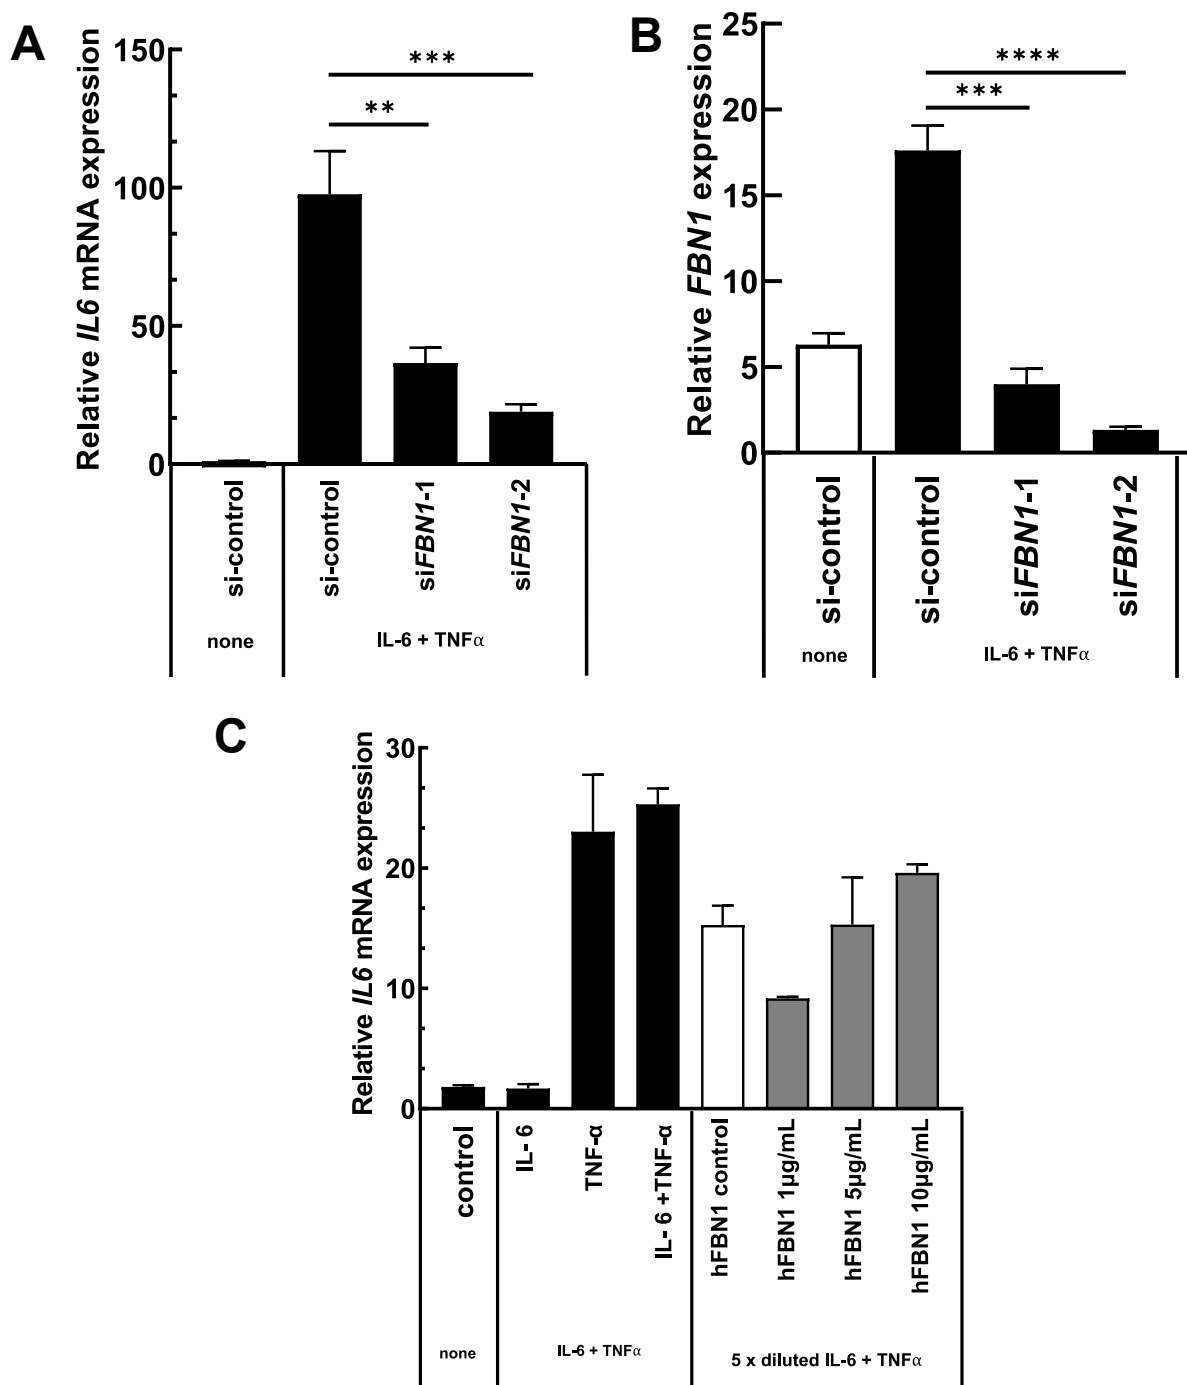 A
Relative IL6 mRNA expression
150
100
50
0
***
**
si-control
si-control
siFBN1-1
siFBN1-2
none
IL-6 + TNFα
B
Relative FBN1 expression
25
20
15
10
5
0
****
***
si-control
si-control
siFBN1-1
siFBN1-2
none
IL-6 + TNFα
C
Relative IL6 mRNA expression
30
20
10
0
control
IL- 6
TNF-α
IL- 6 +TNF-α
hFBN1 control
hFBN1 1μg/mL
hFBN1 5μg/mL
hFBN1 10μg/mL
none
IL-6 + TNFα
5 x diluted IL-6 + TNFα